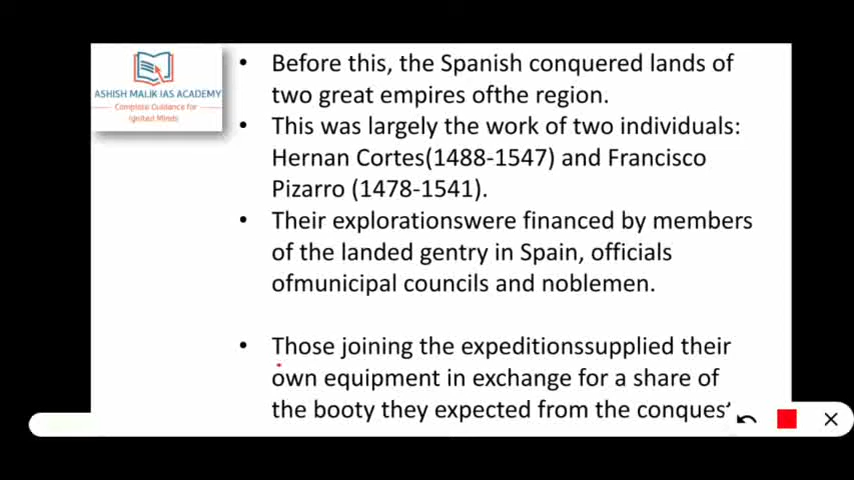 ASHISH MALIK IAS ACADEMY
Complete Guidance for
Ignited Minds
• Before this, the Spanish conquered lands of
two great empires ofthe region.
• This was largely the work of two individuals:
Hernan Cortes(1488-1547) and Francisco
Pizarro (1478-1541).
• Their explorationswere financed by members
of the landed gentry in Spain, officials
ofmunicipal councils and noblemen.
• Those joining the expeditionssupplied their
own equipment in exchange for a share of
the booty they expected from the conques